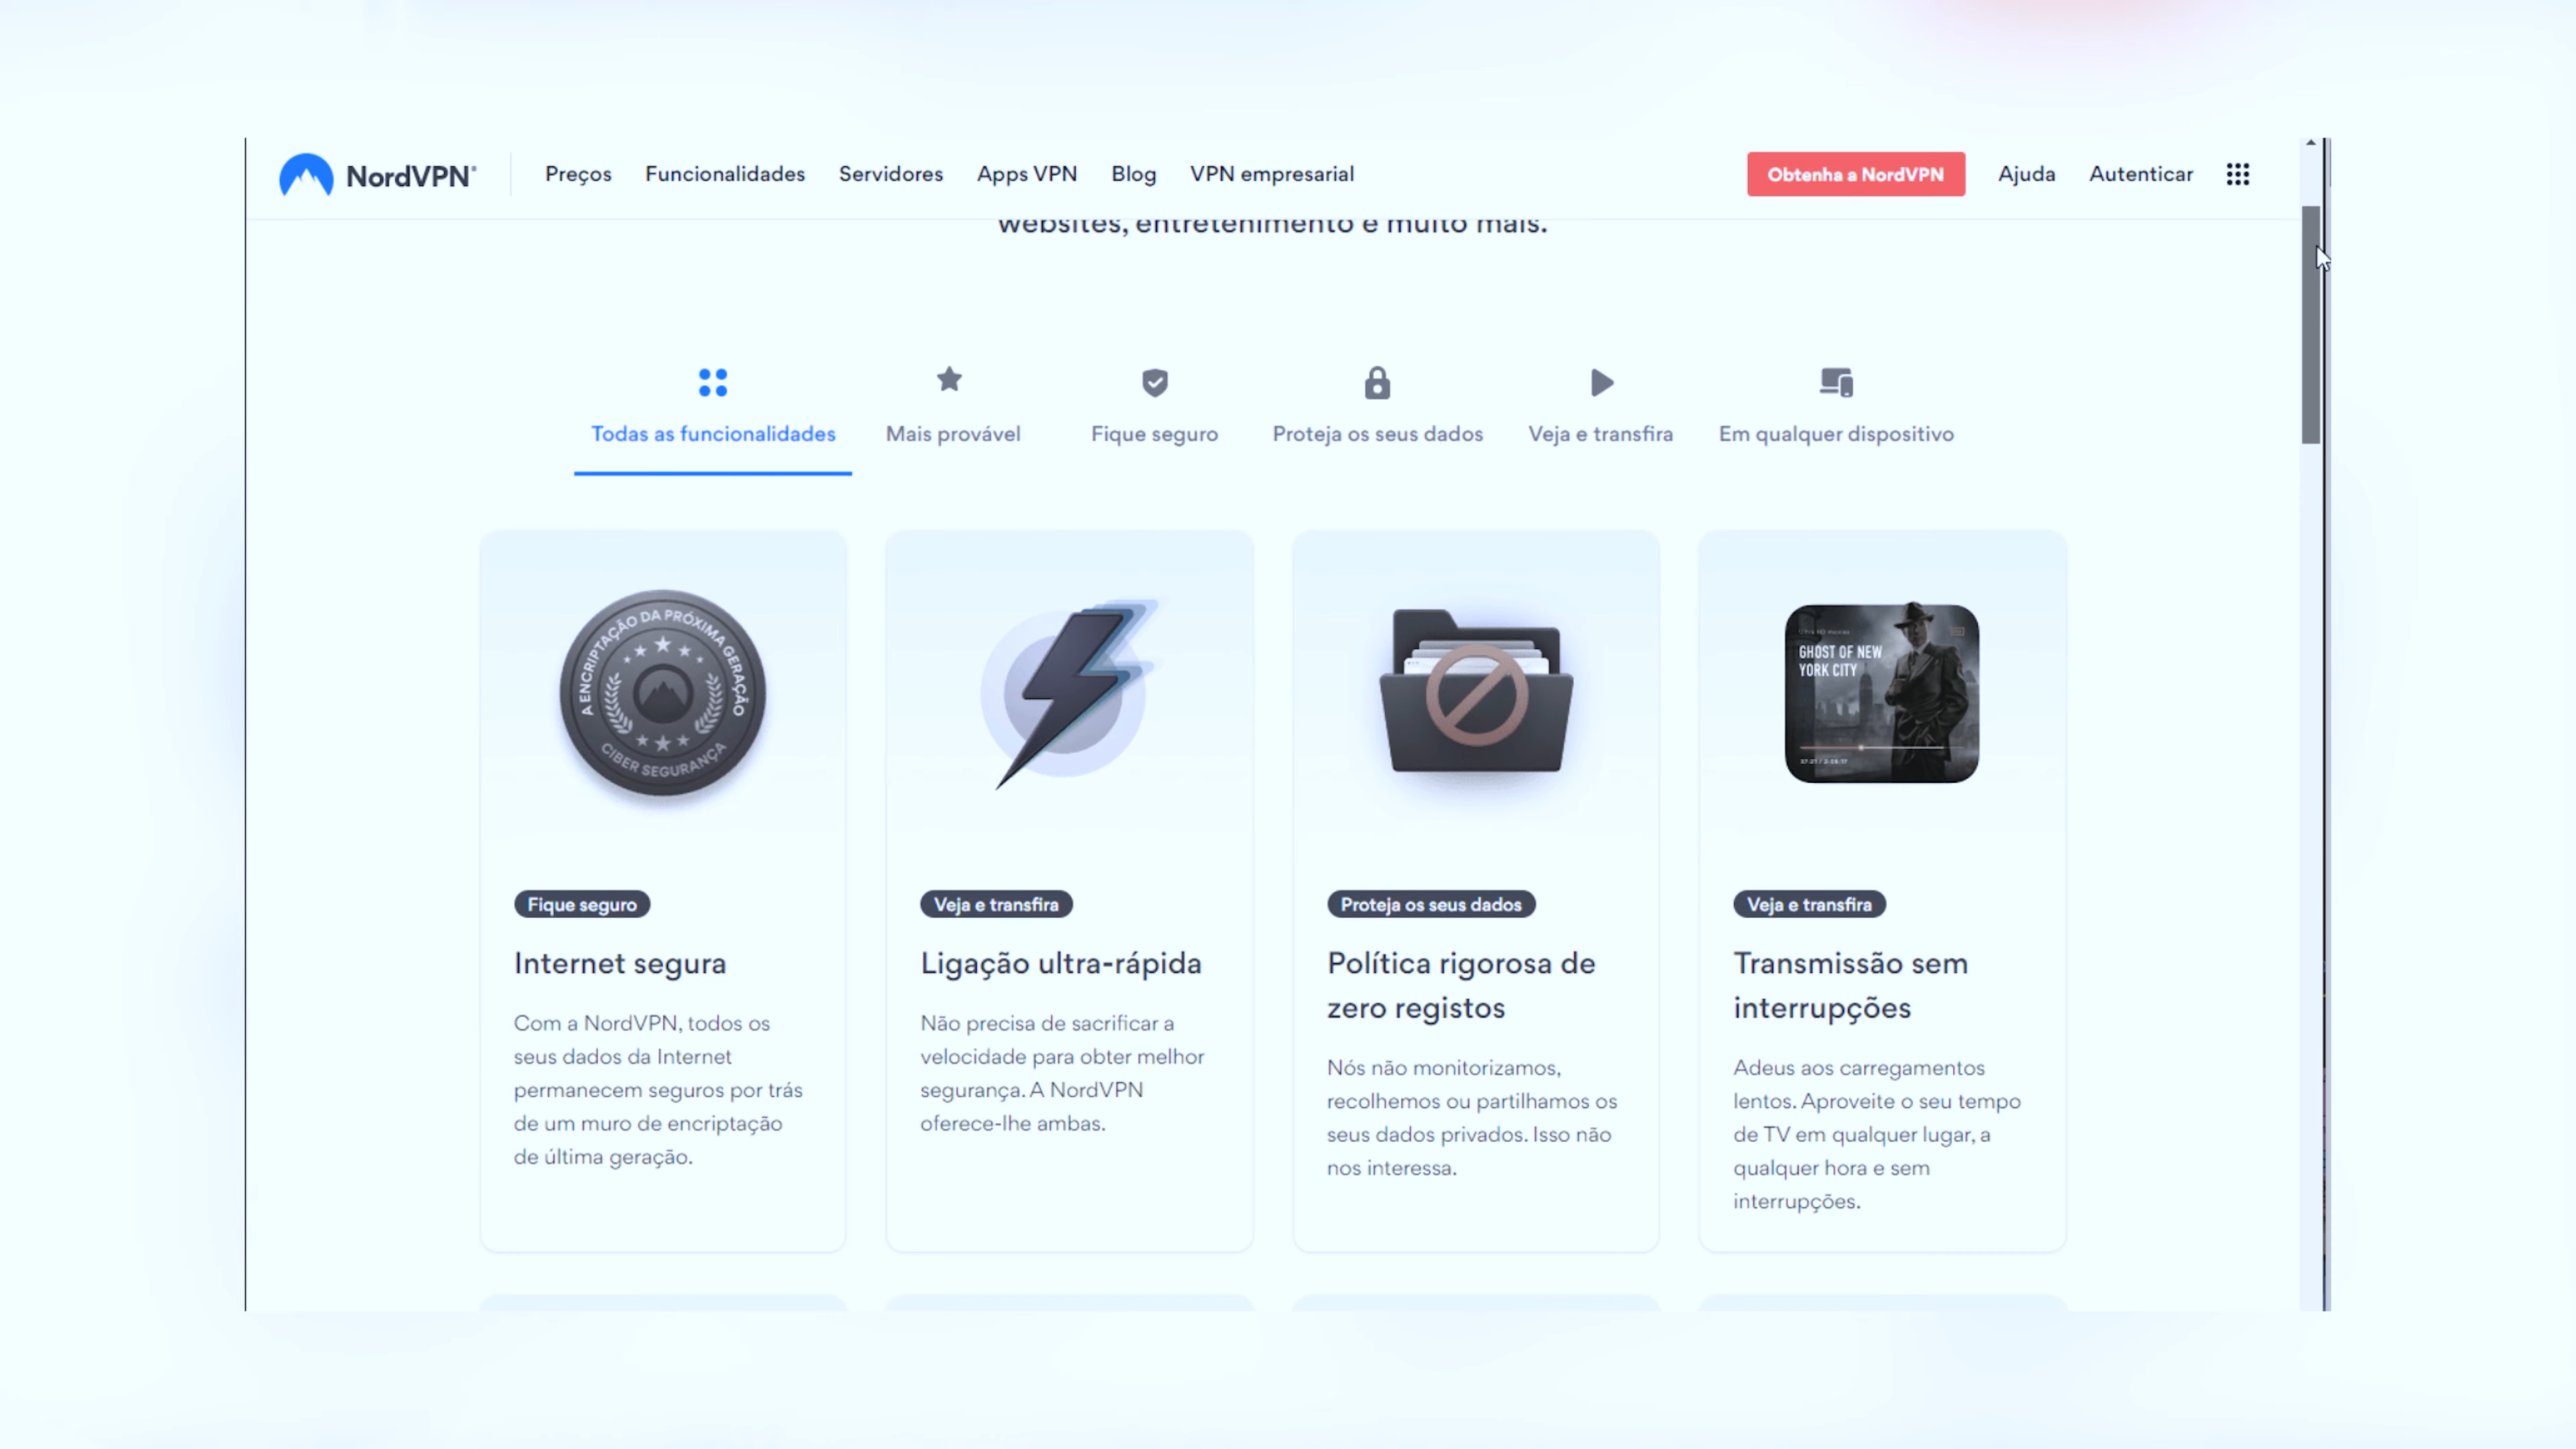 NordVPN®
Preços
Funcionalidades
Servidores
Apps VPN
Blog
VPN empresarial
Obtenha a NordVPN
Ajuda
Autenticar
websites, entretenimento e muito mais.
Todas as funcionalidades
Mais provável
Fique seguro
Proteja os seus dados
Veja e transfira
Em qualquer dispositivo
A ENCRIPTAÇÃO DA PRÓXIMA GERAÇÃO
CIBER SEGURANÇA
Fique seguro
Internet segura
Com a NordVPN, todos os
seus dados da Internet
permanecem seguros por trás
de um muro de encriptação
de última geração.
Veja e transfira
Ligação ultra-rápida
Não precisa de sacrificar a
velocidade para obter melhor
segurança. A NordVPN
oferece-lhe ambas.
Proteja os seus dados
Política rigorosa de
zero registos
Nós não monitorizamos,
recolhemos ou partilhamos os
seus dados privados. Isso não
nos interessa.
GHOST OF NEW
YORK CITY
Veja e transfira
Transmissão sem
interrupções
Adeus aos carregamentos
lentos. Aproveite o seu tempo
de TV em qualquer lugar, a
qualquer hora e sem
interrupções.